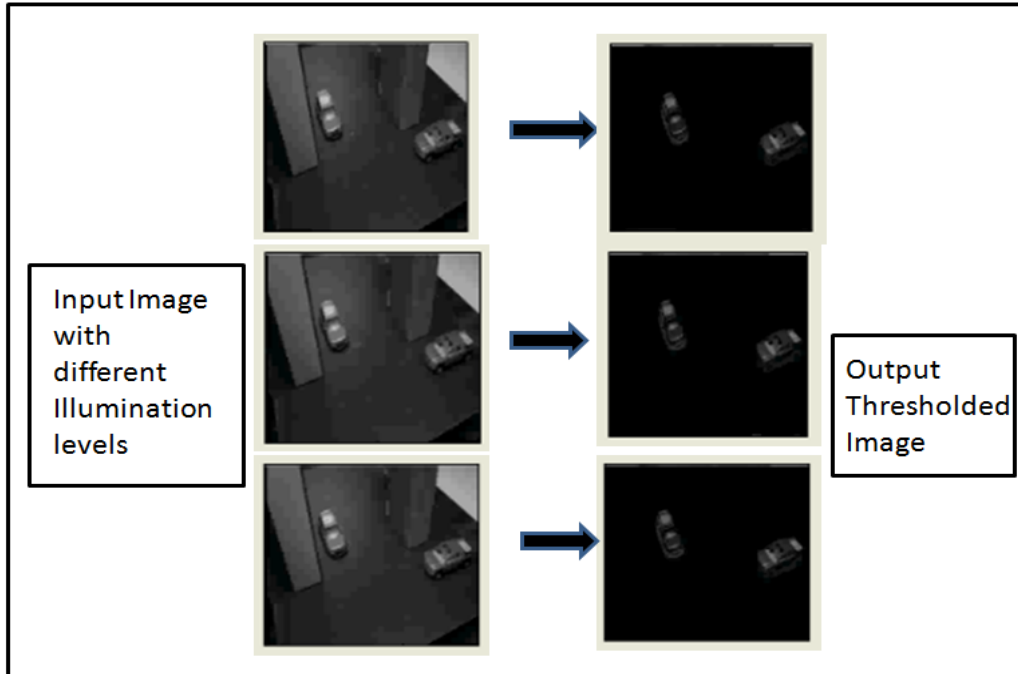 Input Image
with
different
Illumination
levels
Output
Thresholded
Image